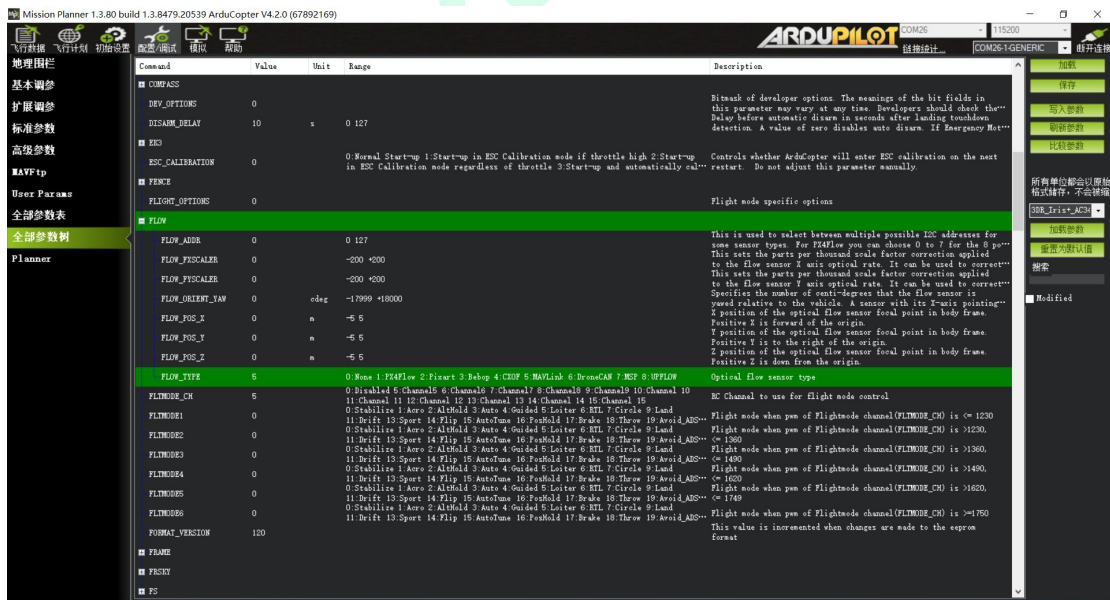 Mission Planner 1.3.80 build 1.3.8479.20539 ArduCopter V4.2.0 (67892169)
飞行数据 飞行计划 初始设置 配置/调试 模拟 帮助
ARDUPILOT
COM26 115200
链接统计... COM26-1-GENERIC 断开连接
地理围栏
基本调参
扩展调参
标准参数
高级参数
MAVFtp
User Params
全部参数表
全部参数树
Planner
Command Value Unit Range Description
COMPASS
DEV_OPTIONS 0 Bitmask of developer options. The meanings of the bit fields in
this parameter may vary at any time. Developers should check the...
DISARM_DELAY 10 s 0 127 Delay before automatic disarm in seconds after landing touchdown
detection. A value of zero disables auto disarm. If Emergency Mot...
EK3
ESC_CALIBRATION 0 0:Normal Start-up 1:Start-up in ESC Calibration mode if throttle high 2:Start-up
in ESC Calibration mode regardless of throttle 3:Start-up and automatically cal...
Controls whether ArduCopter will enter ESC calibration on the next
restart. Do not adjust this parameter manually.
FENCE
FLIGHT_OPTIONS 0 Flight mode specific options
FLOW
FLOW_ADDR 0 0 127 This is used to select between multiple possible I2C addresses for
some sensor types. For PX4Flow you can choose 0 to 7 for the 8 po...
FLOW_FXSCALER 0 -200 +200 This sets the parts per thousand scale factor correction applied
to the flow sensor X axis optical rate. It can be used to correct...
FLOW_FYSCALER 0 -200 +200 This sets the parts per thousand scale factor correction applied
to the flow sensor Y axis optical rate. It can be used to correct...
FLOW_ORIENT_YAW 0 cdeg -17999 +18000 Specifies the number of centi-degrees that the flow sensor is
yawed relative to the vehicle. A sensor with its X-axis pointing...
FLOW_POS_X 0 m -5 5 X position of the optical flow sensor focal point in body frame.
Positive X is forward of the origin.
FLOW_POS_Y 0 m -5 5 Y position of the optical flow sensor focal point in body frame.
Positive Y is to the right of the origin.
FLOW_POS_Z 0 m -5 5 Z position of the optical flow sensor focal point in body frame.
Positive Z is down from the origin.
FLOW_TYPE 5 0:None 1:PX4Flow 2:Pixart 3:Bebop 4:CXOF 5:MAVLink 6:DroneCAN 7:MSP 8:UPFLOW Optical flow sensor type
FLTMODE_CH 5 0:Disabled 5:Channel5 6:Channel6 7:Channel7 8:Channel8 9:Channel9 10:Channel 10
11:Channel 11 12:Channel 12 13:Channel 13 14:Channel 14 15:Channel 15
RC Channel to use for flight mode control
FLTMODE1 0 0:Stabilize 1:Acro 2:AltHold 3:Auto 4:Guided 5:Loiter 6:RTL 7:Circle 9:Land
11:Drift 13:Sport 14:Flip 15:AutoTune 16:PosHold 17:Brake 18:Throw 19:Avoid_ADS...
Flight mode when pwm of Flightmode channel(FLTMODE_CH) is <= 1230
FLTMODE2 0 0:Stabilize 1:Acro 2:AltHold 3:Auto 4:Guided 5:Loiter 6:RTL 7:Circle 9:Land
11:Drift 13:Sport 14:Flip 15:AutoTune 16:PosHold 17:Brake 18:Throw 19:Avoid_ADS...
Flight mode when pwm of Flightmode channel(FLTMODE_CH) is >1230,
<= 1360
FLTMODE3 0 0:Stabilize 1:Acro 2:AltHold 3:Auto 4:Guided 5:Loiter 6:RTL 7:Circle 9:Land
11:Drift 13:Sport 14:Flip 15:AutoTune 16:PosHold 17:Brake 18:Throw 19:Avoid_ADS...
Flight mode when pwm of Flightmode channel(FLTMODE_CH) is >1360,
<= 1490
FLTMODE4 0 0:Stabilize 1:Acro 2:AltHold 3:Auto 4:Guided 5:Loiter 6:RTL 7:Circle 9:Land
11:Drift 13:Sport 14:Flip 15:AutoTune 16:PosHold 17:Brake 18:Throw 19:Avoid_ADS...
Flight mode when pwm of Flightmode channel(FLTMODE_CH) is >1490,
<= 1620
FLTMODE5 0 0:Stabilize 1:Acro 2:AltHold 3:Auto 4:Guided 5:Loiter 6:RTL 7:Circle 9:Land
11:Drift 13:Sport 14:Flip 15:AutoTune 16:PosHold 17:Brake 18:Throw 19:Avoid_ADS...
Flight mode when pwm of Flightmode channel(FLTMODE_CH) is >1620,
<= 1749
FLTMODE6 0 0:Stabilize 1:Acro 2:AltHold 3:Auto 4:Guided 5:Loiter 6:RTL 7:Circle 9:Land
11:Drift 13:Sport 14:Flip 15:AutoTune 16:PosHold 17:Brake 18:Throw 19:Avoid_ADS...
Flight mode when pwm of Flightmode channel(FLTMODE_CH) is >=1750
FORMAT_VERSION 120 This value is incremented when changes are made to the eeprom
format
FRAME
FRSKY
FS
加载
保存
写入参数
刷新参数
比较参数
所有单位都会以原始
格式储存，不会被缩
3DR_Iris+_AC34
加载参数
重置为默认值
搜索
Modified